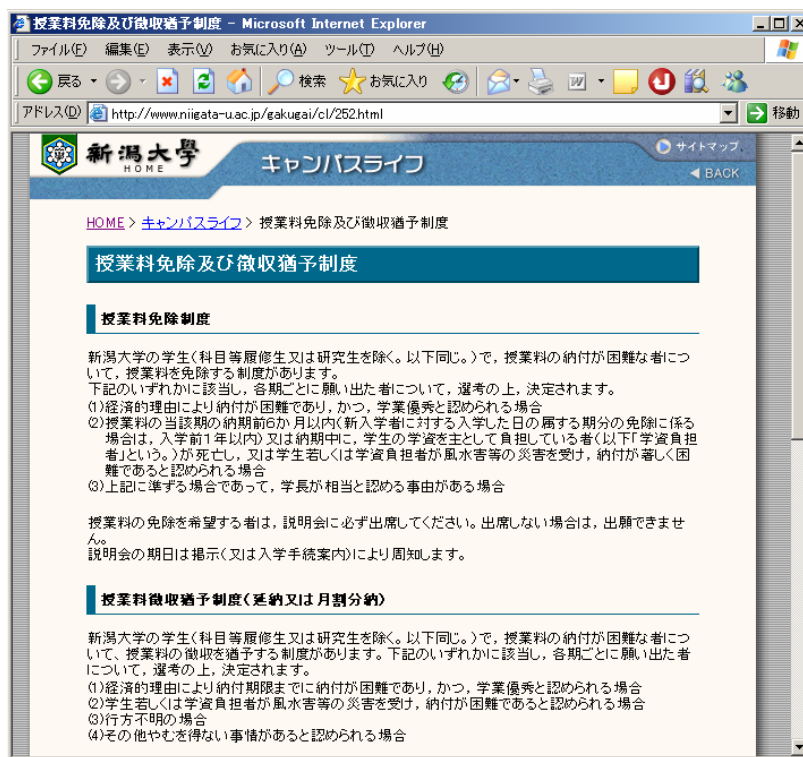 授業料免除及び徴収猶予制度 - Microsoft Internet Explorer
ファイル(F) 編集(E) 表示(V) お気に入り(A) ツール(T) ヘルプ(H)
戻る 検索 お気に入り
アドレス(D) http://www.niigata-u.ac.jp/gakugai/cl/252.html 移動
新潟大学 HOME キャンパスライフ サイトマップ
BACK
HOME > キャンパスライフ > 授業料免除及び徴収猶予制度
授業料免除及び徴収猶予制度
授業料免除制度
新潟大学の学生(科目等履修生又は研究生を除く。以下同じ。)で,授業料の納付が困難な者につ
いて,授業料を免除する制度があります。
下記のいずれかに該当し,各期ごとに願い出た者について,選考の上,決定されます。
(1)経済的理由により納付が困難であり,かつ,学業優秀と認められる場合
(2)授業料の当該期の納期前6か月以内(新入学者に対する入学した日の属する期分の免除に係る
場合は,入学前1年以内)又は納期中に,学生の学資を主として負担している者(以下「学資負担
者」という。)が死亡し,又は学生若しくは学資負担者が風水害等の災害を受け,納付が著しく困
難であると認められる場合
(3)上記に準ずる場合であって,学長が相当と認める事由がある場合
授業料の免除を希望する者は,説明会に必ず出席してください。出席しない場合は,出願できませ
ん。
説明会の期日は掲示(又は入学手続案内)により周知します。
授業料徴収猶予制度(延納又は月割分納)
新潟大学の学生(科目等履修生又は研究生を除く。以下同じ。)で,授業料の納付が困難な者につ
いて、授業料の徴収を猶予する制度があります。下記のいずれかに該当し,各期ごとに願い出た者
について,選考の上,決定されます。
(1)経済的理由により納付期限までに納付が困難であり,かつ,学業優秀と認められる場合
(2)学生若しくは学資負担者が風水害等の災害を受け,納付が困難であると認められる場合
(3)行方不明の場合
(4)その他やむを得ない事情があると認められる場合